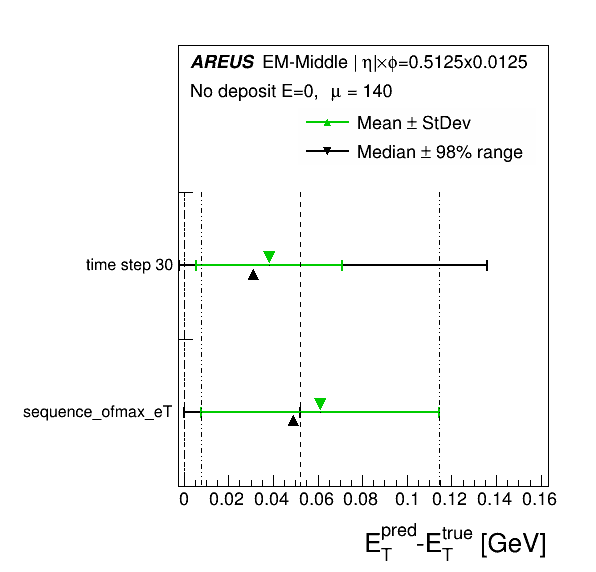 AREUS EM-Middle | η|×φ=0.5125x0.0125
No deposit E=0, μ = 140
Mean ± StDev
Median ± 98% range
time step 30
sequence_ofmax_eT
0 0.02 0.04 0.06 0.08 0.1 0.12 0.14 0.16
E_T^pred-E_T^true [GeV]